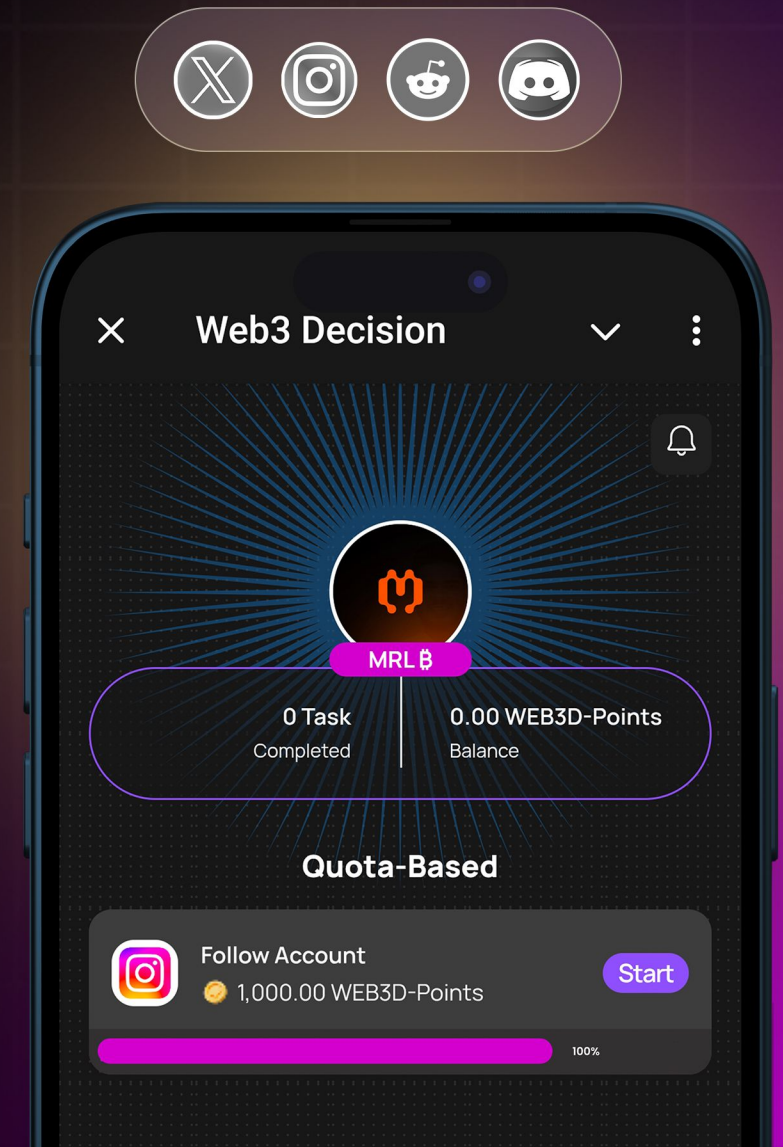 Web3 Decision
MRL ₿
0 Task
Completed
0.00 WEB3D-Points
Balance
Quota-Based
Follow Account
1,000.00 WEB3D-Points
Start
100%